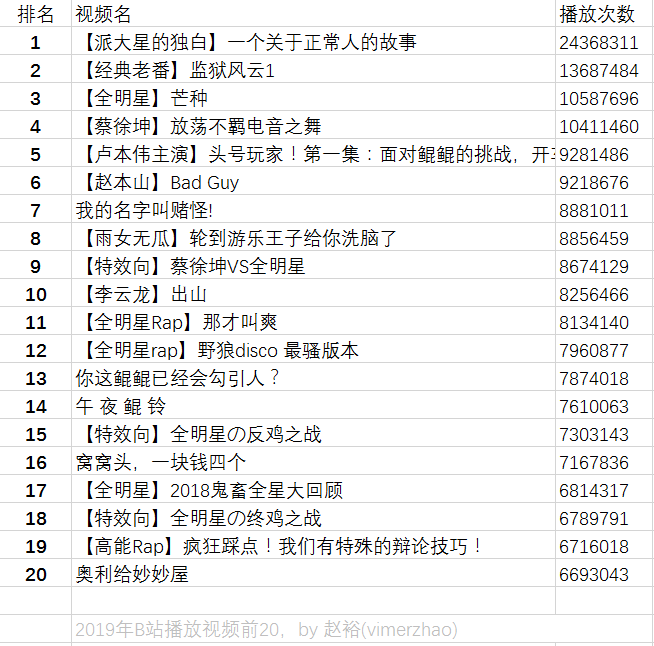 排名 视频名 播放次数
1 【派大星的独白】一个关于正常人的故事 24368311
2 【经典老番】监狱风云1 13687484
3 【全明星】芒种 10587696
4 【蔡徐坤】放荡不羁电音之舞 10411460
5 【卢本伟主演】头号玩家！第一集：面对鲲鲲的挑战，开 9281486
6 【赵本山】Bad Guy 9218676
7 我的名字叫赌怪! 8881011
8 【雨女无瓜】轮到游乐王子给你洗脑了 8856459
9 【特效向】蔡徐坤VS全明星 8674129
10 【李云龙】出山 8256466
11 【全明星Rap】那才叫爽 8134140
12 【全明星rap】野狼disco 最骚版本 7960877
13 你这鲲鲲已经会勾引人？ 7874018
14 午 夜 鲲 铃 7610063
15 【特效向】全明星の反鸡之战 7303143
16 窝窝头，一块钱四个 7167836
17 【全明星】2018鬼畜全星大回顾 6814317
18 【特效向】全明星の终鸡之战 6789791
19 【高能Rap】疯狂踩点！我们有特殊的辩论技巧！ 6716018
20 奥利给妙妙屋 6693043
2019年B站播放视频前20，by 赵裕(vimerzhao)